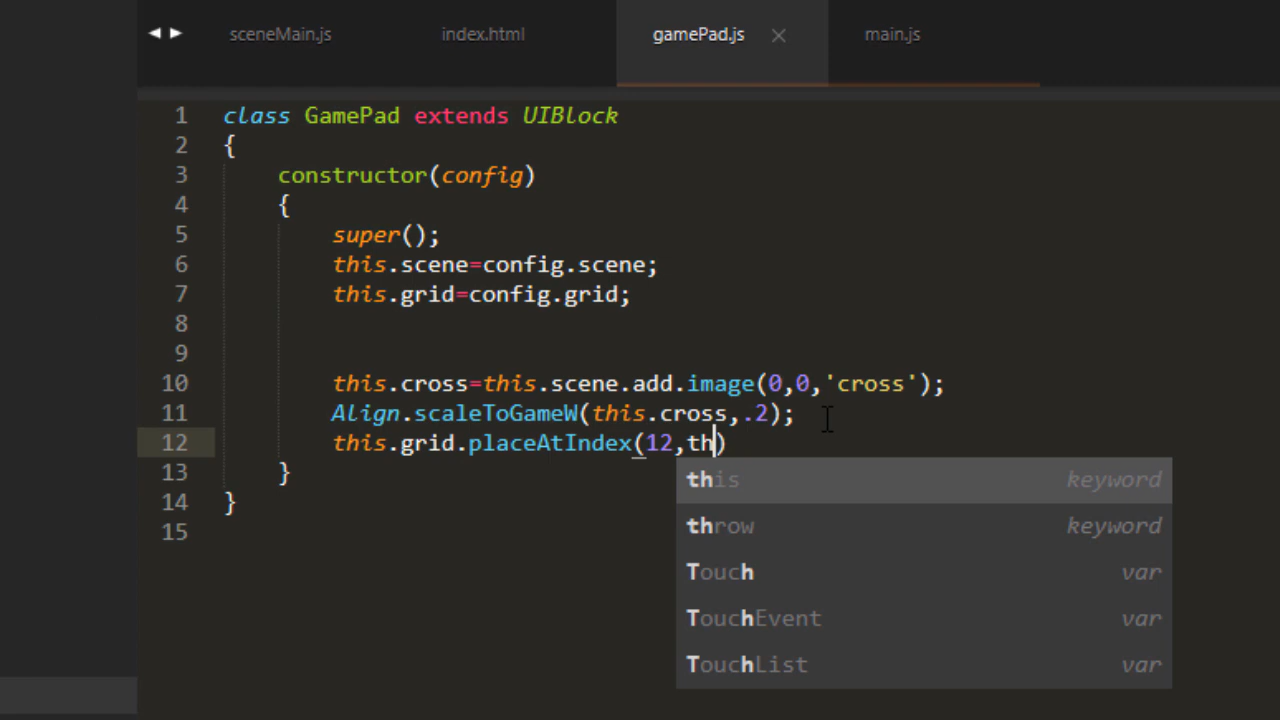 sceneMain.js index.html gamePad.js × main.js
1 class GamePad extends UIBlock
2 {
3 constructor(config)
4 {
5 super();
6 this.scene=config.scene;
7 this.grid=config.grid;
8
9
10 this.cross=this.scene.add.image(0,0,'cross');
11 Align.scaleToGameW(this.cross,.2);
12 this.grid.placeAtIndex(12,th)
13 }
14 }
15
this keyword
throw keyword
Touch var
TouchEvent var
TouchList var